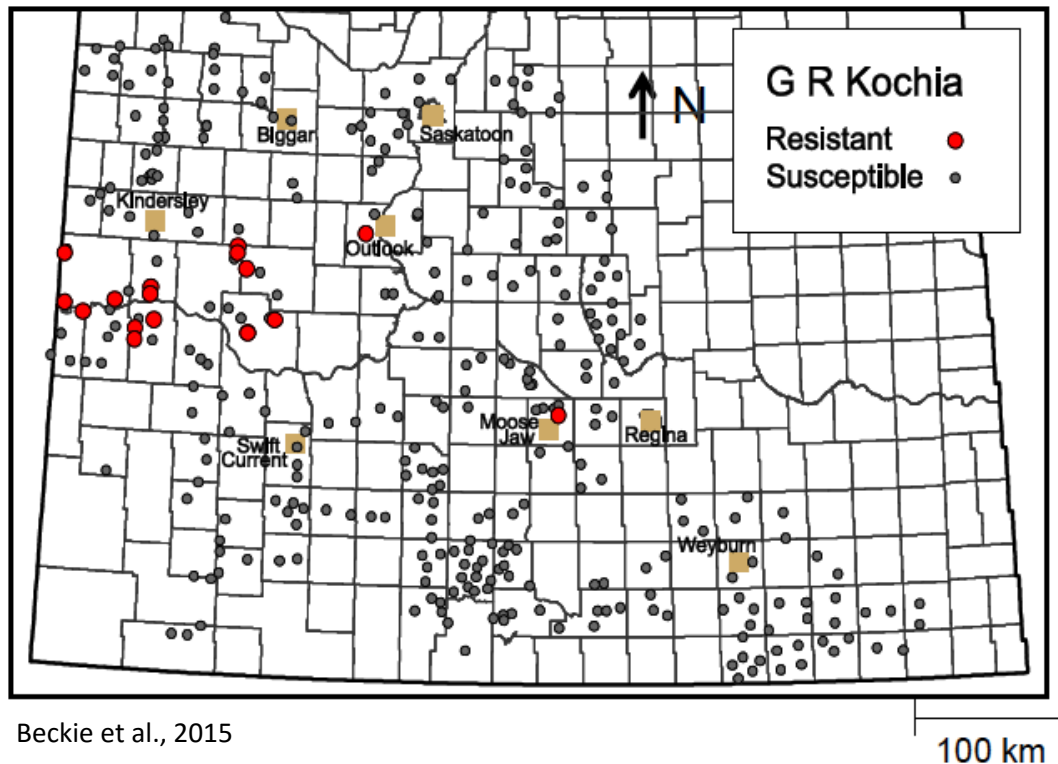 G R Kochia
Resistant
Susceptible
N
Biggar
Saskatoon
Kindersley
Outlook
Moose
Jaw
Regina
Swift
Current
Weyburn
Beckie et al., 2015
100 km